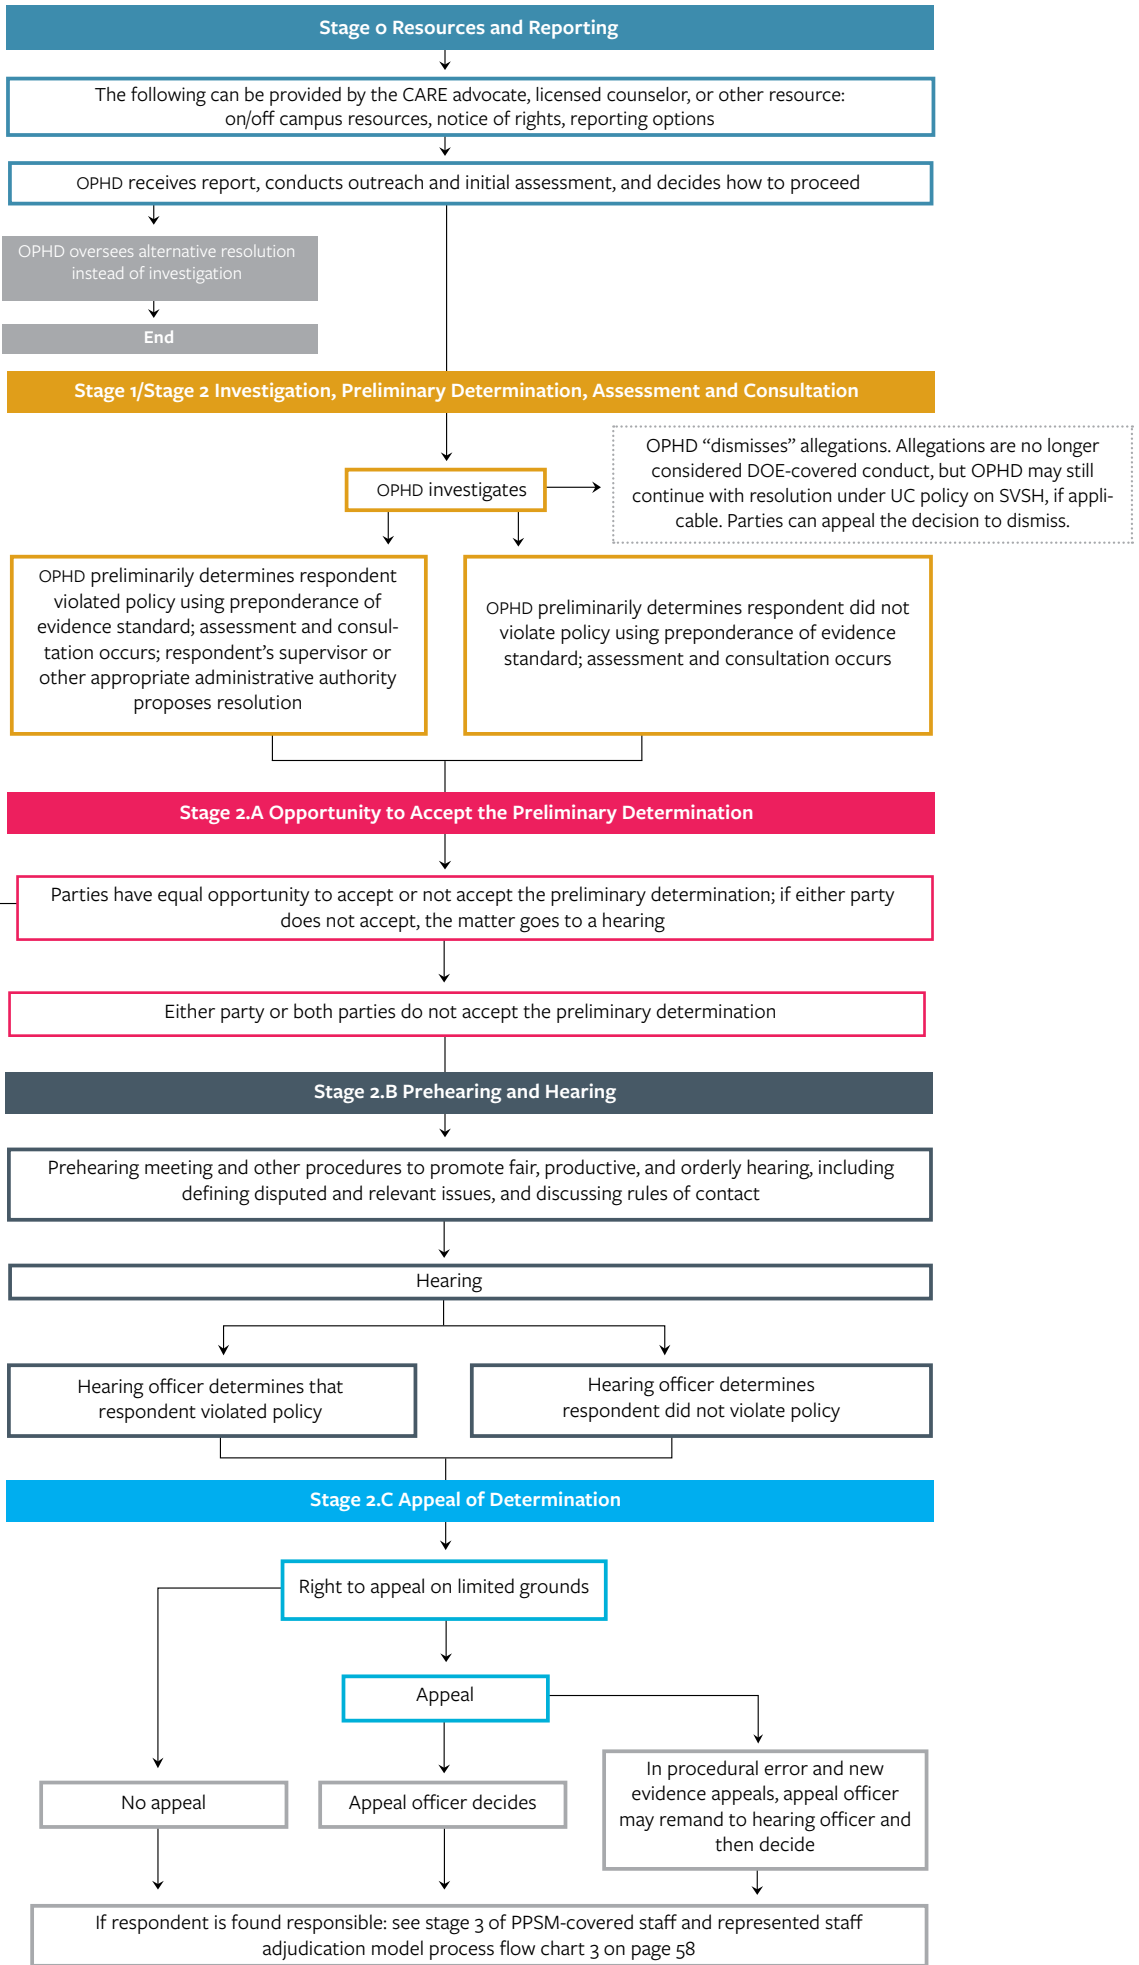 Stage 0 Resources and Reporting
The following can be provided by the CARE advocate, licensed counselor, or other resource:
on/off campus resources, notice of rights, reporting options
OPHD receives report, conducts outreach and initial assessment, and decides how to proceed
OPHD oversees alternative resolution
instead of investigation
End
Stage 1/Stage 2 Investigation, Preliminary Determination, Assessment and Consultation
OPHD “dismisses” allegations. Allegations are no longer
considered DOE-covered conduct, but OPHD may still
continue with resolution under UC policy on SVSH, if appli-
cable. Parties can appeal the decision to dismiss.
OPHD investigates
OPHD preliminarily determines respondent
violated policy using preponderance of
evidence standard; assessment and consul-
tation occurs; respondent’s supervisor or
other appropriate administrative authority
proposes resolution
OPHD preliminarily determines respondent did not
violate policy using preponderance of evidence
standard; assessment and consultation occurs
Stage 2.A Opportunity to Accept the Preliminary Determination
Parties have equal opportunity to accept or not accept the preliminary determination; if either party
does not accept, the matter goes to a hearing
Either party or both parties do not accept the preliminary determination
Stage 2.B Prehearing and Hearing
Prehearing meeting and other procedures to promote fair, productive, and orderly hearing, including
defining disputed and relevant issues, and discussing rules of contact
Hearing
Hearing officer determines that
respondent violated policy
Hearing officer determines
respondent did not violate policy
Stage 2.C Appeal of Determination
Right to appeal on limited grounds
Appeal
No appeal
Appeal officer decides
In procedural error and new
evidence appeals, appeal officer
may remand to hearing officer and
then decide
If respondent is found responsible: see stage 3 of PPSM-covered staff and represented staff
adjudication model process flow chart 3 on page 58